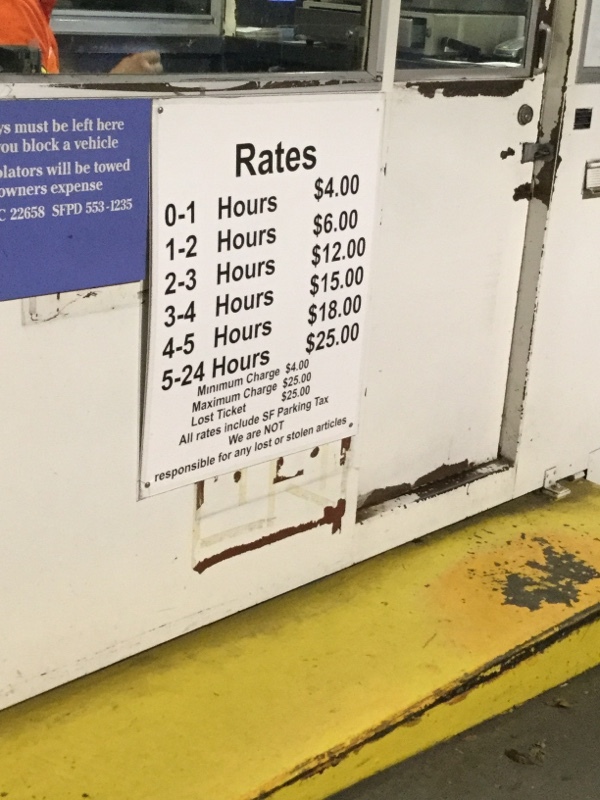 must be left here
you block a vehicle
will be towed
owners expense
22658 SFPD 553-1235
Rates
0-1 Hours $4.00
1-2 Hours $6.00
2-3 Hours $12.00
3-4 Hours $15.00
4-5 Hours $18.00
5-24 Hours $25.00
Minimum Charge $4.00
Maximum Charge $25.00
Lost Ticket $25.00
All rates include SF Parking Tax
We are NOT
responsible for any lost or stolen articles